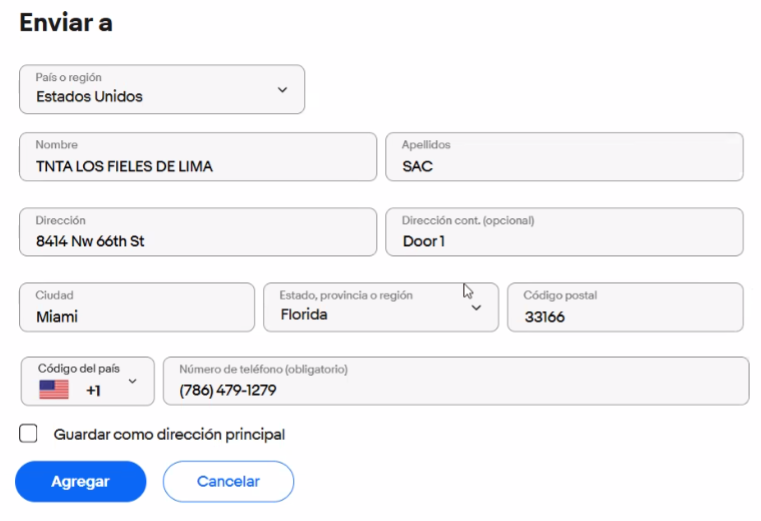 Enviar a
País o región
Estados Unidos
Nombre
TNTA LOS FIELES DE LIMA
Apellidos
SAC
Dirección
8414 Nw 66th St
Dirección cont. (opcional)
Door 1
Ciudad
Miami
Estado, provincia o región
Florida
Código postal
33166
Código del país
+1
Número de teléfono (obligatorio)
(786) 479-1279
Guardar como dirección principal
Agregar
Cancelar